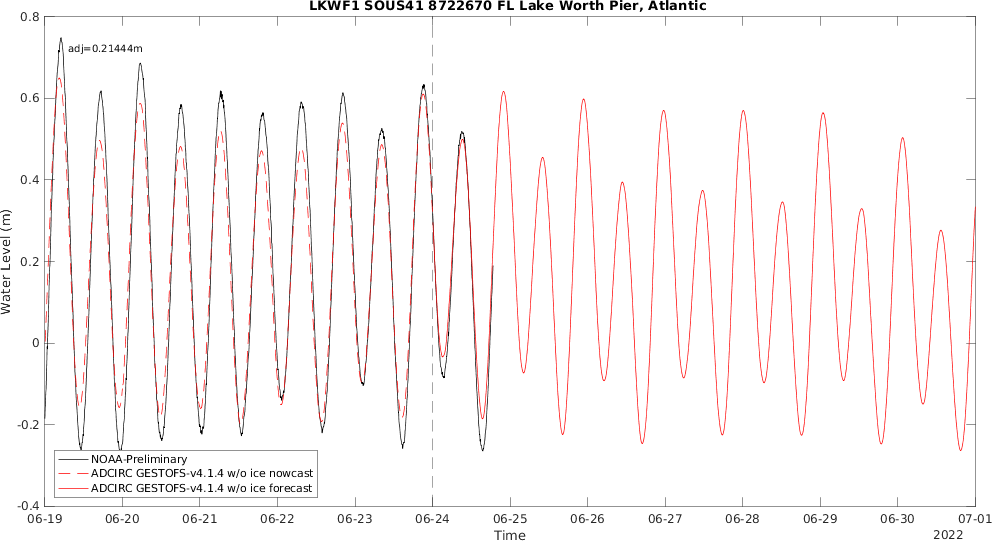 LKWF1 SOUS41 8722670 FL Lake Worth Pier, Atlantic
0.8
adj=0.21444m
0.6
0.4
0.2
0
-0.2
-0.4
Water Level (m)
NOAA-Preliminary
ADCIRC GESTOFS-v4.1.4 w/o ice nowcast
ADCIRC GESTOFS-v4.1.4 w/o ice forecast
06-19 06-20 06-21 06-22 06-23 06-24 06-25 06-26 06-27 06-28 06-29 06-30 07-01
Time
2022